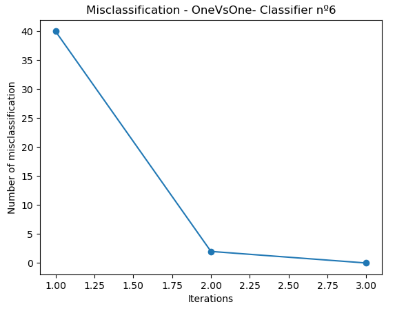 Misclassification - OneVsOne- Classifier nº6
Number of misclassification
40
35
30
25
20
15
10
5
0
1.00 1.25 1.50 1.75 2.00 2.25 2.50 2.75 3.00
Iterations